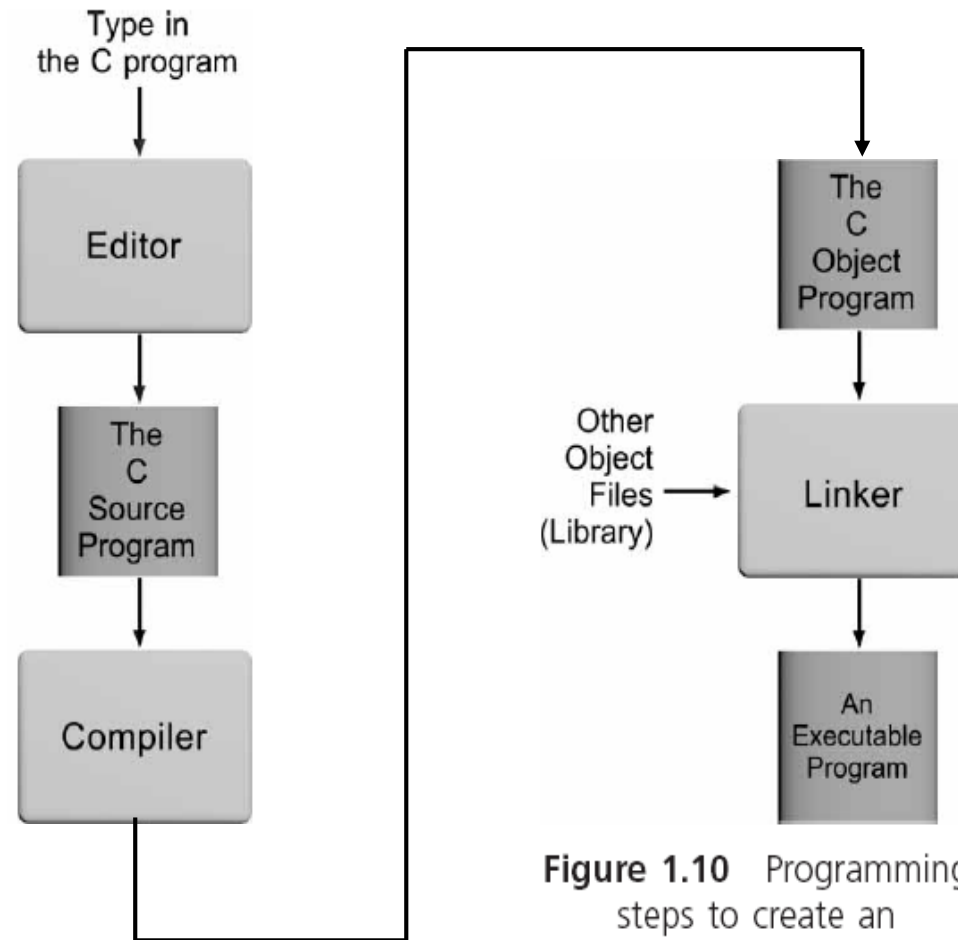 Type in
the C program
Editor
The
C
Source
Program
Compiler
The
C
Object
Program
Other
Object
Files
(Library)
Linker
An
Executable
Program
Figure 1.10 Programming
steps to create an